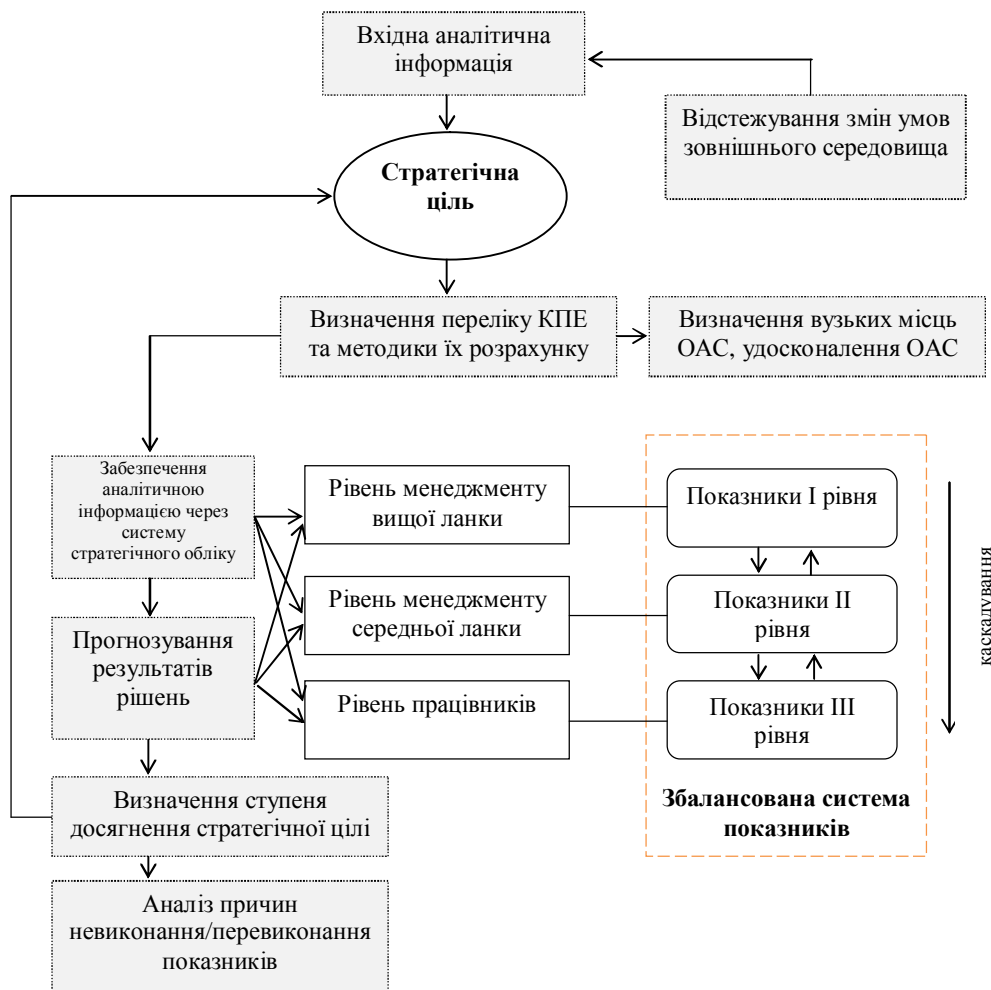 Вхідна аналітична
інформація
Відстежування змін умов
зовнішнього середовища
Стратегічна
ціль
Визначення переліку КПЕ
та методики їх розрахунку
Визначення вузьких місць
ОАС, удосконалення ОАС
Забезпечення
аналітичною
інформацією через
систему
стратегічного обліку
Рівень менеджменту
вищої ланки
Показники І рівня
каскадування
Рівень менеджменту
середньої ланки
Показники ІІ
рівня
Прогнозування
результатів
рішень
Рівень працівників
Показники ІІІ
рівня
Збалансована система
показників
Визначення ступеня
досягнення стратегічної цілі
Аналіз причин
невиконання/перевиконання
показників